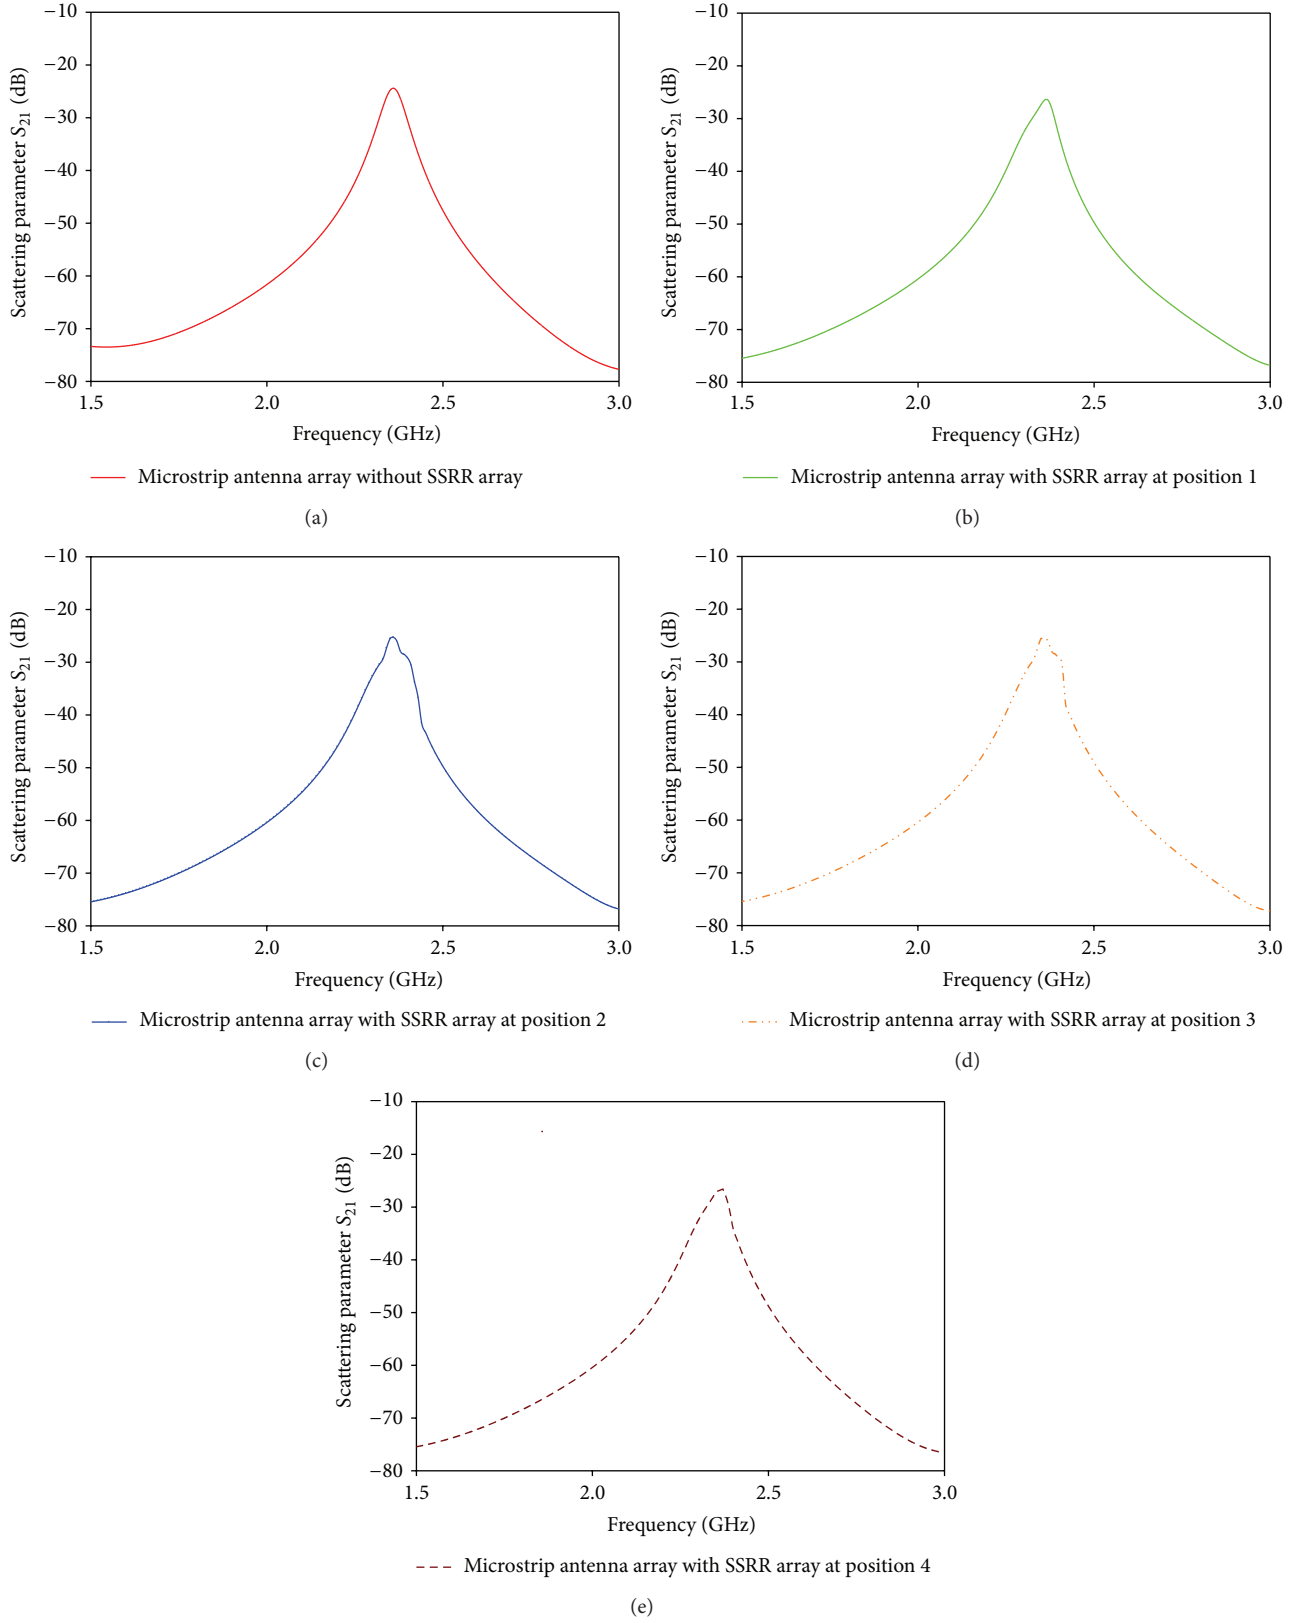 −10
−20
−30
−40
−50
−60
−70
−80
Scattering parameter S21 (dB)
1.5 2.0 2.5 3.0
Frequency (GHz)
Microstrip antenna array without SSRR array
(a)
−10
−20
−30
−40
−50
−60
−70
−80
Scattering parameter S21 (dB)
1.5 2.0 2.5 3.0
Frequency (GHz)
Microstrip antenna array with SSRR array at position 1
(b)
−10
−20
−30
−40
−50
−60
−70
−80
Scattering parameter S21 (dB)
1.5 2.0 2.5 3.0
Frequency (GHz)
Microstrip antenna array with SSRR array at position 2
(c)
−10
−20
−30
−40
−50
−60
−70
−80
Scattering parameter S21 (dB)
1.5 2.0 2.5 3.0
Frequency (GHz)
Microstrip antenna array with SSRR array at position 3
(d)
−10
−20
−30
−40
−50
−60
−70
−80
Scattering parameter S21 (dB)
1.5 2.0 2.5 3.0
Frequency (GHz)
Microstrip antenna array with SSRR array at position 4
(e)